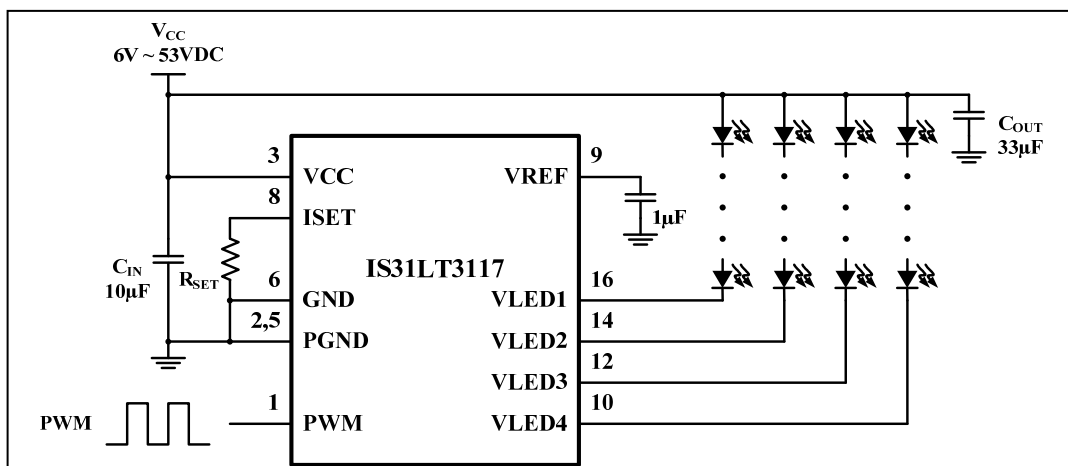 VCC
6V ~ 53VDC
COUT
33µF
3
VCC
VREF
9
8
ISET
1µF
CIN
10µF
RSET
IS31LT3117
6
GND
VLED1
16
2,5
PGND
VLED2
14
VLED3
12
PWM
1
PWM
VLED4
10